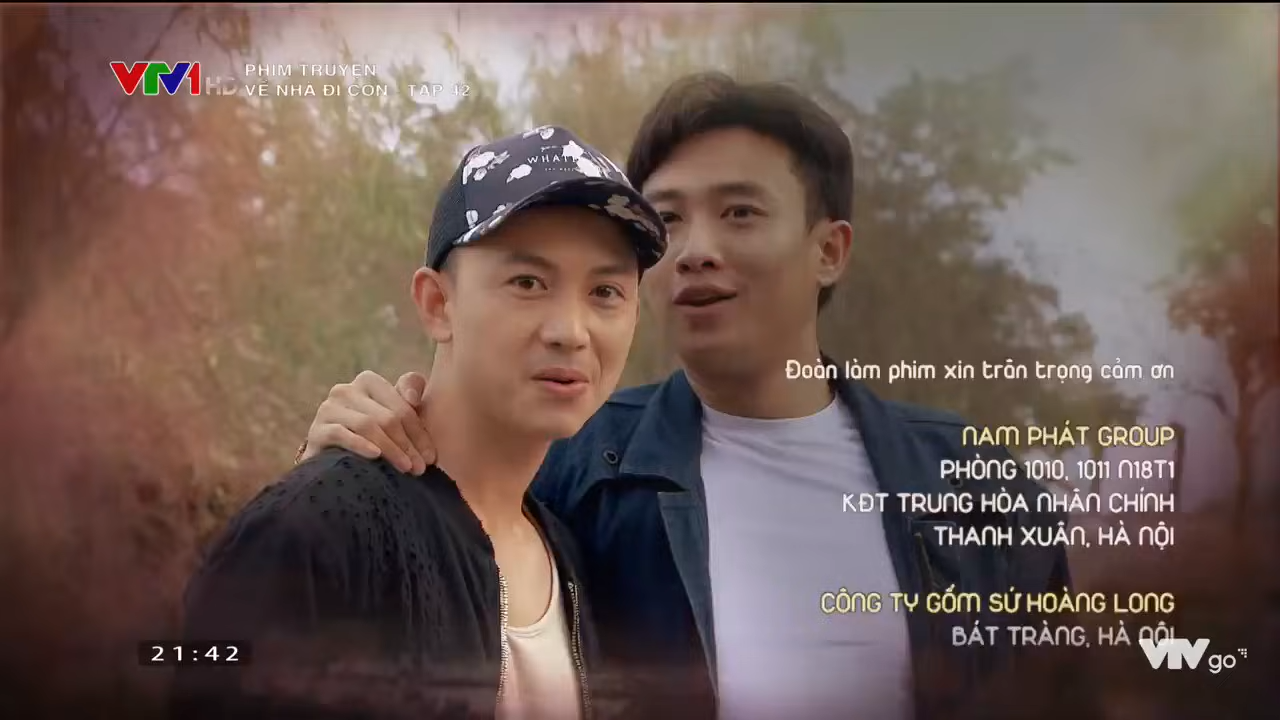 VTV1 HD
PHIM TRUYỆN
VỀ NHÀ ĐI CON - TẬP 42
WHAT
Đoàn làm phim xin trân trọng cảm ơn
NAM PHÁT GROUP
PHÒNG 1010, 1011 N18T1
KĐT TRUNG HÒA NHÂN CHÍNH
THANH XUÂN, HÀ NỘI
CÔNG TY GỐM SỨ HOÀNG LONG
BÁT TRÀNG, HÀ NỘI
21:42
VTV go